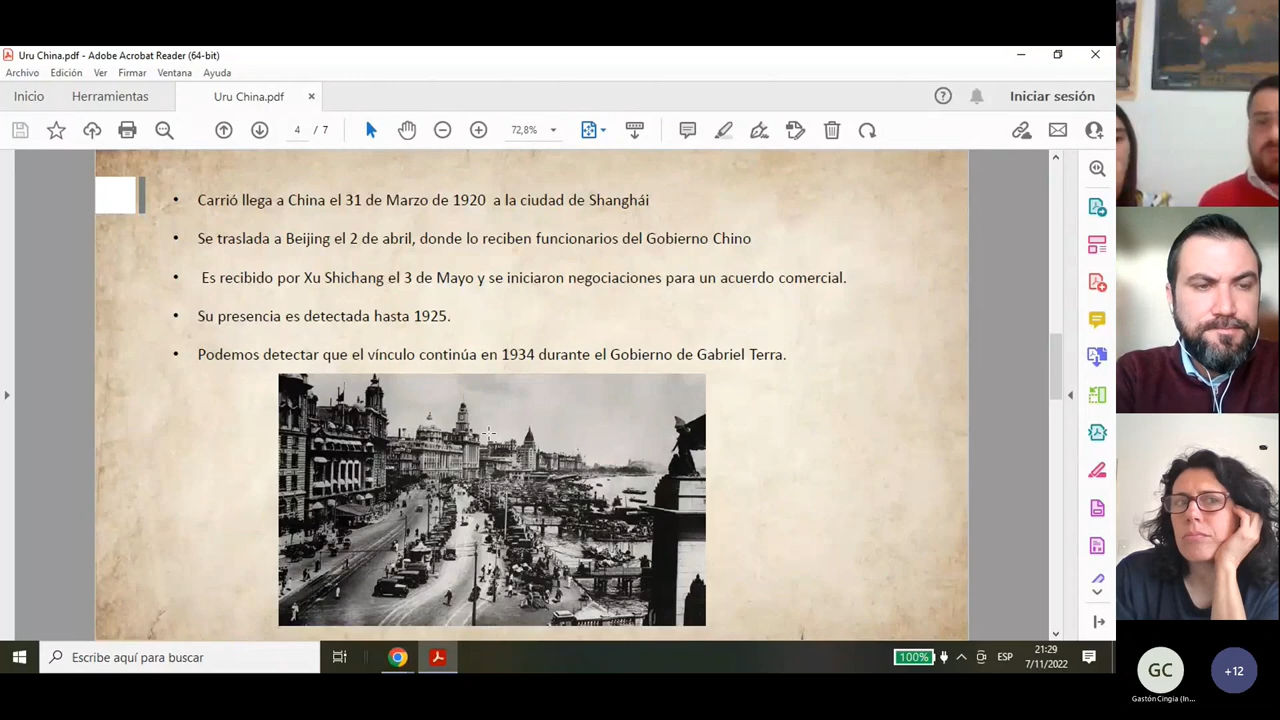 Uru China.pdf - Adobe Acrobat Reader (64-bit)
Archivo Edición Ver Firmar Ventana Ayuda
Inicio Herramientas Uru China.pdf Iniciar sesión
4 / 7 72,8%
• Carrió llega a China el 31 de Marzo de 1920 a la ciudad de Shanghái
• Se traslada a Beijing el 2 de abril, donde lo reciben funcionarios del Gobierno Chino
• Es recibido por Xu Shichang el 3 de Mayo y se iniciaron negociaciones para un acuerdo comercial.
• Su presencia es detectada hasta 1925.
• Podemos detectar que el vínculo continúa en 1934 durante el Gobierno de Gabriel Terra.
Escribe aquí para buscar
100% ESP 21:29
7/11/2022
GC +12
Gastón Cingia (In...